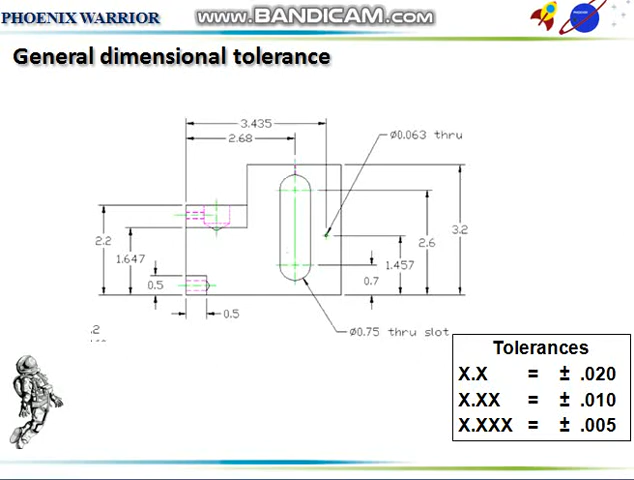 PHOENIX WARRIOR
WWW.BANDICAM.COM
General dimensional tolerance
3.435
2.68
Ø0.063 thru
2.2
1.647
0.5
0.5
2.6
3.2
1.457
0.7
Ø0.75 thru slot
.2
Tolerances
X.X = ± .020
X.XX = ± .010
X.XXX = ± .005